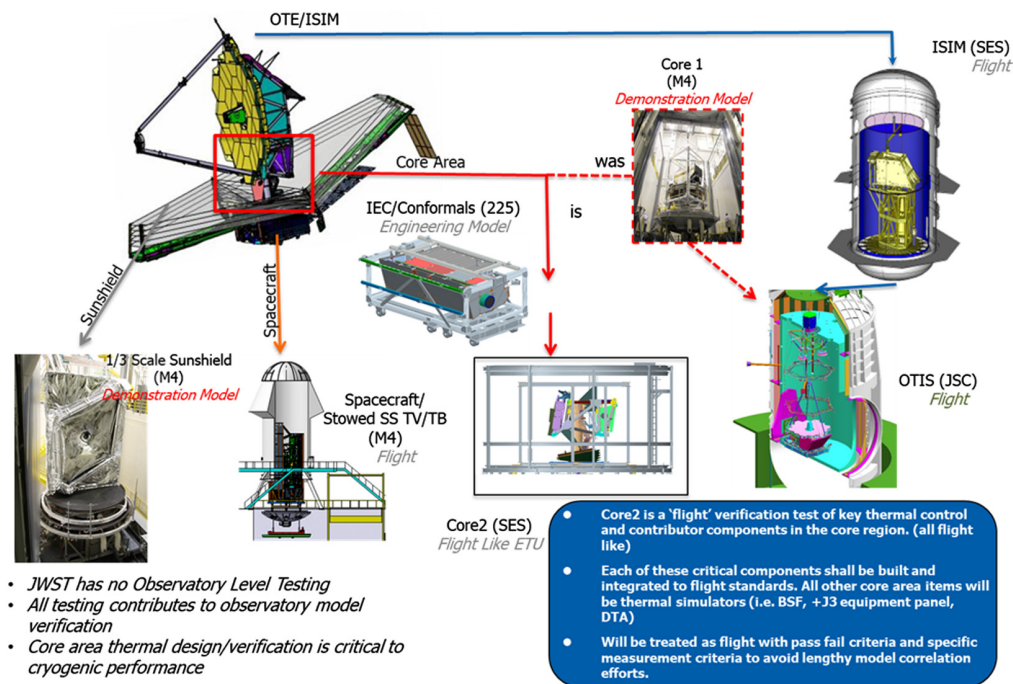 OTE/ISIM
ISIM (SES)
Flight
Core 1
(M4)
Demonstration Model
Core Area
was
is
IEC/Conformals (225)
Engineering Model
Sunshield
Spacecraft
1/3 Scale Sunshield
(M4)
Demonstration Model
Spacecraft/
Stowed SS TV/TB
(M4)
Flight
OTIS (JSC)
Flight
Core2 (SES)
Flight Like ETU
• Core2 is a ‘flight’ verification test of key thermal control
and contributor components in the core region. (all flight
like)
• Each of these critical components shall be built and
integrated to flight standards. All other core area items will
be thermal simulators (i.e. BSF, +J3 equipment panel,
DTA)
• Will be treated as flight with pass fail criteria and specific
measurement criteria to avoid lengthy model correlation
efforts.
• JWST has no Observatory Level Testing
• All testing contributes to observatory model
verification
• Core area thermal design/verification is critical to
cryogenic performance